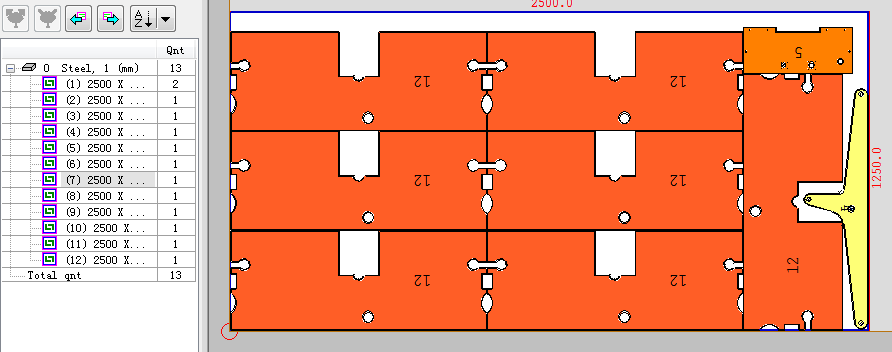 2500.0
A
Z
Qnt
0 Steel, 1 (mm) 13
(1) 2500 X ... 2
(2) 2500 X ... 1
(3) 2500 X ... 1
(4) 2500 X ... 1
(5) 2500 X ... 1
(6) 2500 X ... 1
(7) 2500 X ... 1
(8) 2500 X ... 1
(9) 2500 X ... 1
(10) 2500 X... 1
(11) 2500 X... 1
(12) 2500 X... 1
Total qnt 13
5
12
12
1250.0
12
12
12
12
12